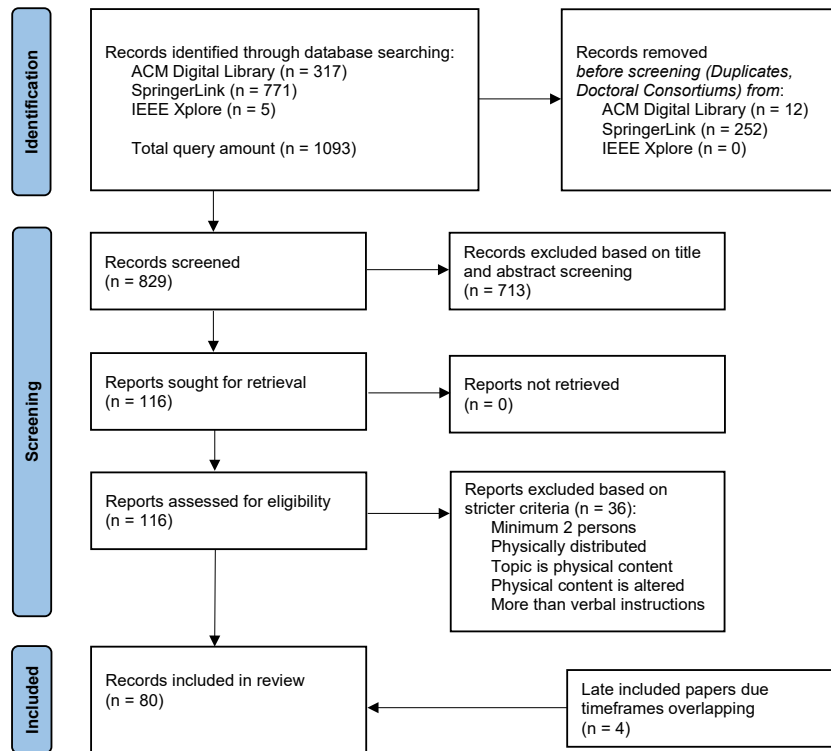 Identification
Records identified through database searching:
ACM Digital Library (n = 317)
SpringerLink (n = 771)
IEEE Xplore (n = 5)
Total query amount (n = 1093)
Records removed
before screening (Duplicates,
Doctoral Consortiums) from:
ACM Digital Library (n = 12)
SpringerLink (n = 252)
IEEE Xplore (n = 0)
Screening
Records screened
(n = 829)
Records excluded based on title
and abstract screening
(n = 713)
Reports sought for retrieval
(n = 116)
Reports not retrieved
(n = 0)
Reports assessed for eligibility
(n = 116)
Reports excluded based on
stricter criteria (n = 36):
Minimum 2 persons
Physically distributed
Topic is physical content
Physical content is altered
More than verbal instructions
Included
Records included in review
(n = 80)
Late included papers due
timeframes overlapping
(n = 4)